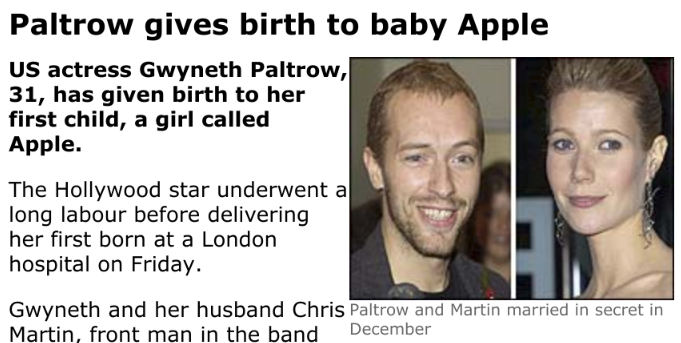 Paltrow gives birth to baby Apple
US actress Gwyneth Paltrow,
31, has given birth to her
first child, a girl called
Apple.
The Hollywood star underwent a
long labour before delivering
her first born at a London
hospital on Friday.
Gwyneth and her husband Chris
Martin, front man in the band
Paltrow and Martin married in secret in
December